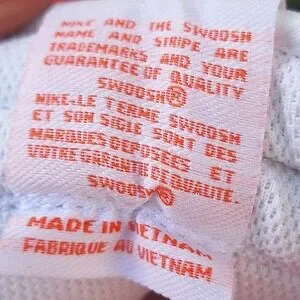 NIKE AND THE SWOOSH
NAME AND STRIPE ARE
TRADEMARKS AND YOUR
GUARANTEE OF QUALITY
SWOOSH®
NIKE·LE TERME SWOOSH
ET SON SIGLE SONT DES
MARQUES DEPOSEES ET
VOTRE GARANTIE DE QUALITE.
SWOOSH®
MADE IN VIETNAM
FABRIQUE AU VIETNAM